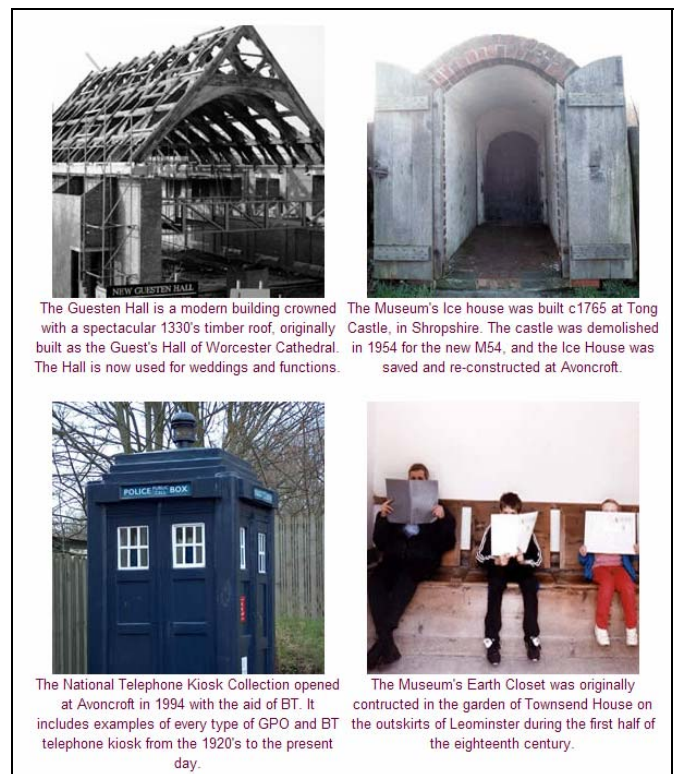 NEW GUESTEN HALL
The Guesten Hall is a modern building crowned
with a spectacular 1330's timber roof, originally
built as the Guest's Hall of Worcester Cathedral.
The Hall is now used for weddings and functions.
The Museum's Ice house was built c1765 at Tong
Castle, in Shropshire. The castle was demolished
in 1954 for the new M54, and the Ice House was
saved and re-constructed at Avoncroft.
POLICE PUBLIC CALL BOX
The National Telephone Kiosk Collection opened
at Avoncroft in 1994 with the aid of BT. It
includes examples of every type of GPO and BT
telephone kiosk from the 1920's to the present
day.
The Museum's Earth Closet was originally
contructed in the garden of Townsend House on
the outskirts of Leominster during the first half of
the eighteenth century.